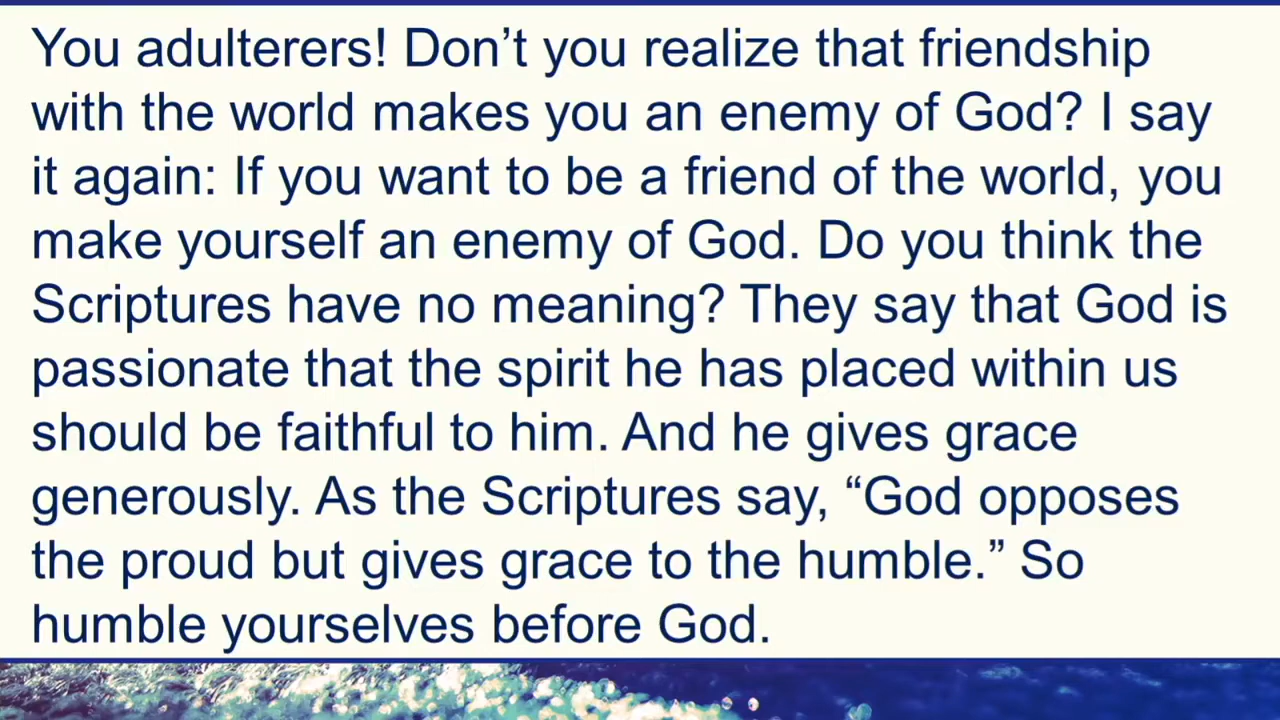 You adulterers! Don’t you realize that friendship
with the world makes you an enemy of God? I say
it again: If you want to be a friend of the world, you
make yourself an enemy of God. Do you think the
Scriptures have no meaning? They say that God is
passionate that the spirit he has placed within us
should be faithful to him. And he gives grace
generously. As the Scriptures say, “God opposes
the proud but gives grace to the humble.” So
humble yourselves before God.